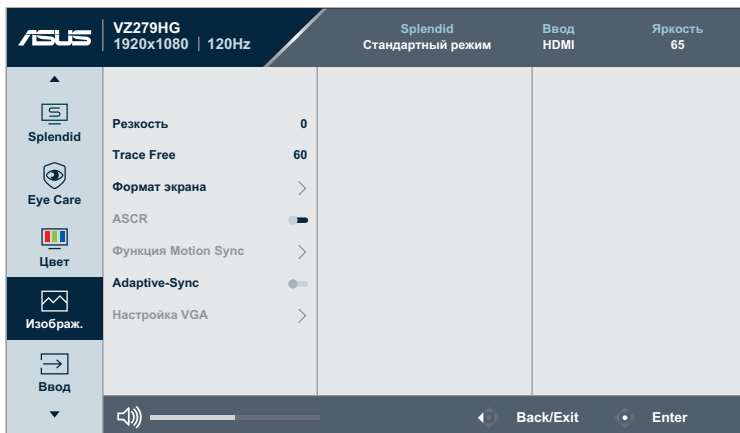 ASUS
VZ279HG
1920x1080 | 120Hz
Splendid
Стандартный режим
Ввод
HDMI
Яркость
65
Splendid
Eye Care
Цвет
Изображ.
Ввод
Резкость 0
Trace Free 60
Формат экрана
ASCR
Функция Motion Sync
Adaptive-Sync
Настройка VGA
Back/Exit
Enter